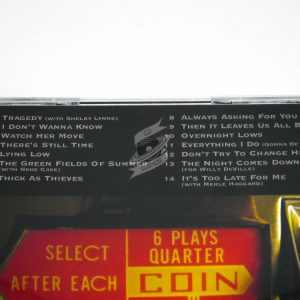 Tragedy (with Shelby Lynne)
I Don't Wanna Know
Watch Her Move
There's Still Time
Lying Low
The Green Fields Of Summer
(with Neko Case)
Thick As Thieves
8 Always Asking For You
9 Then It Leaves Us All B
10 Overnight Lows
11 Everything I Do (Gonna Be
12 Don't Try To Change H
13 The Night Comes Down
(for Willy DeVille)
14 It's Too Late For Me
(with Merle Haggard)
6 PLAYS
QUARTER
SELECT
AFTER EACH
COIN